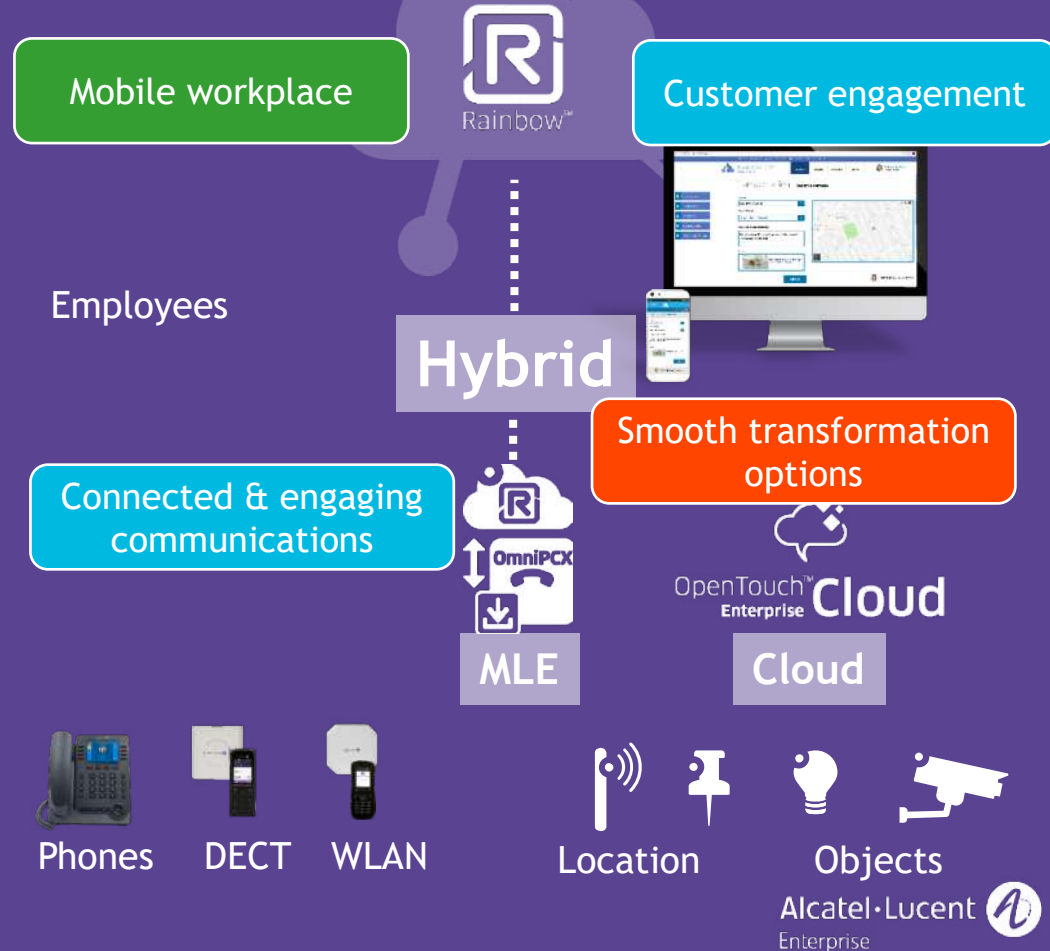 Rainbow™
Mobile workplace
Customer engagement
Employees
Hybrid
Smooth transformation
options
Connected & engaging
communications
OmniPCX
OpenTouch™
Enterprise Cloud
MLE
Cloud
Phones
DECT
WLAN
Location
Objects
Alcatel·Lucent
Enterprise